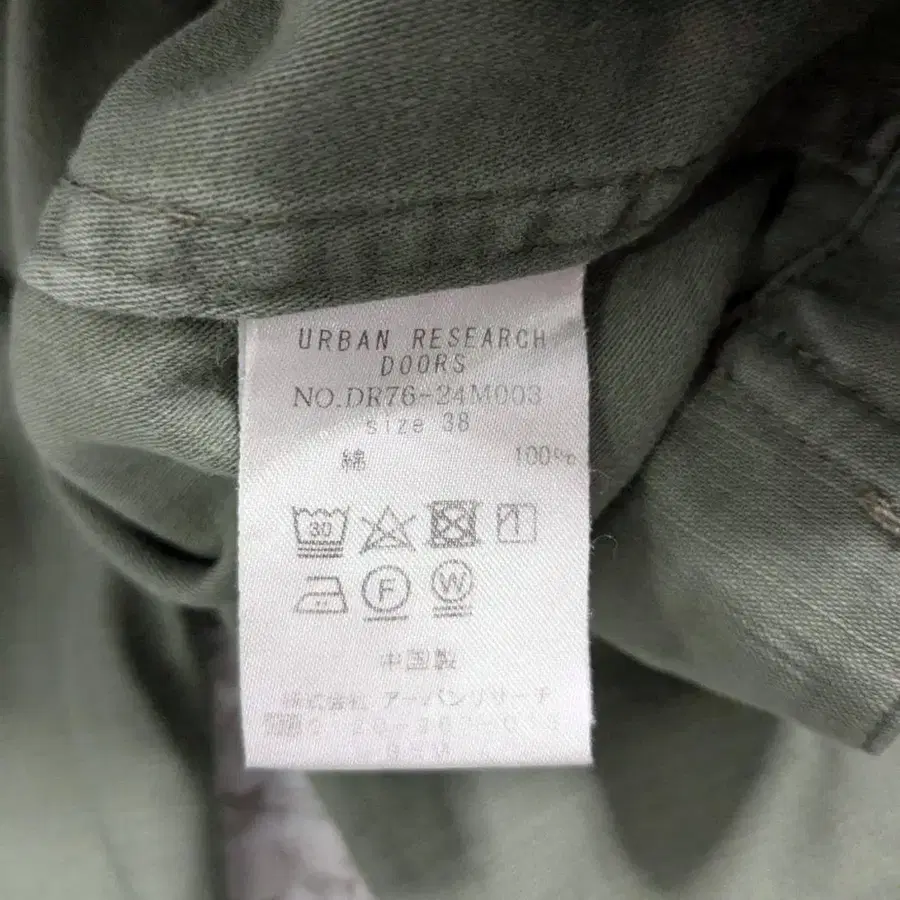 URBAN RESEARCH
DOORS
NO.DR76-24M003
size 38
綿 100%
30
F
W
中国製
株式会社 アーバンリサーチ